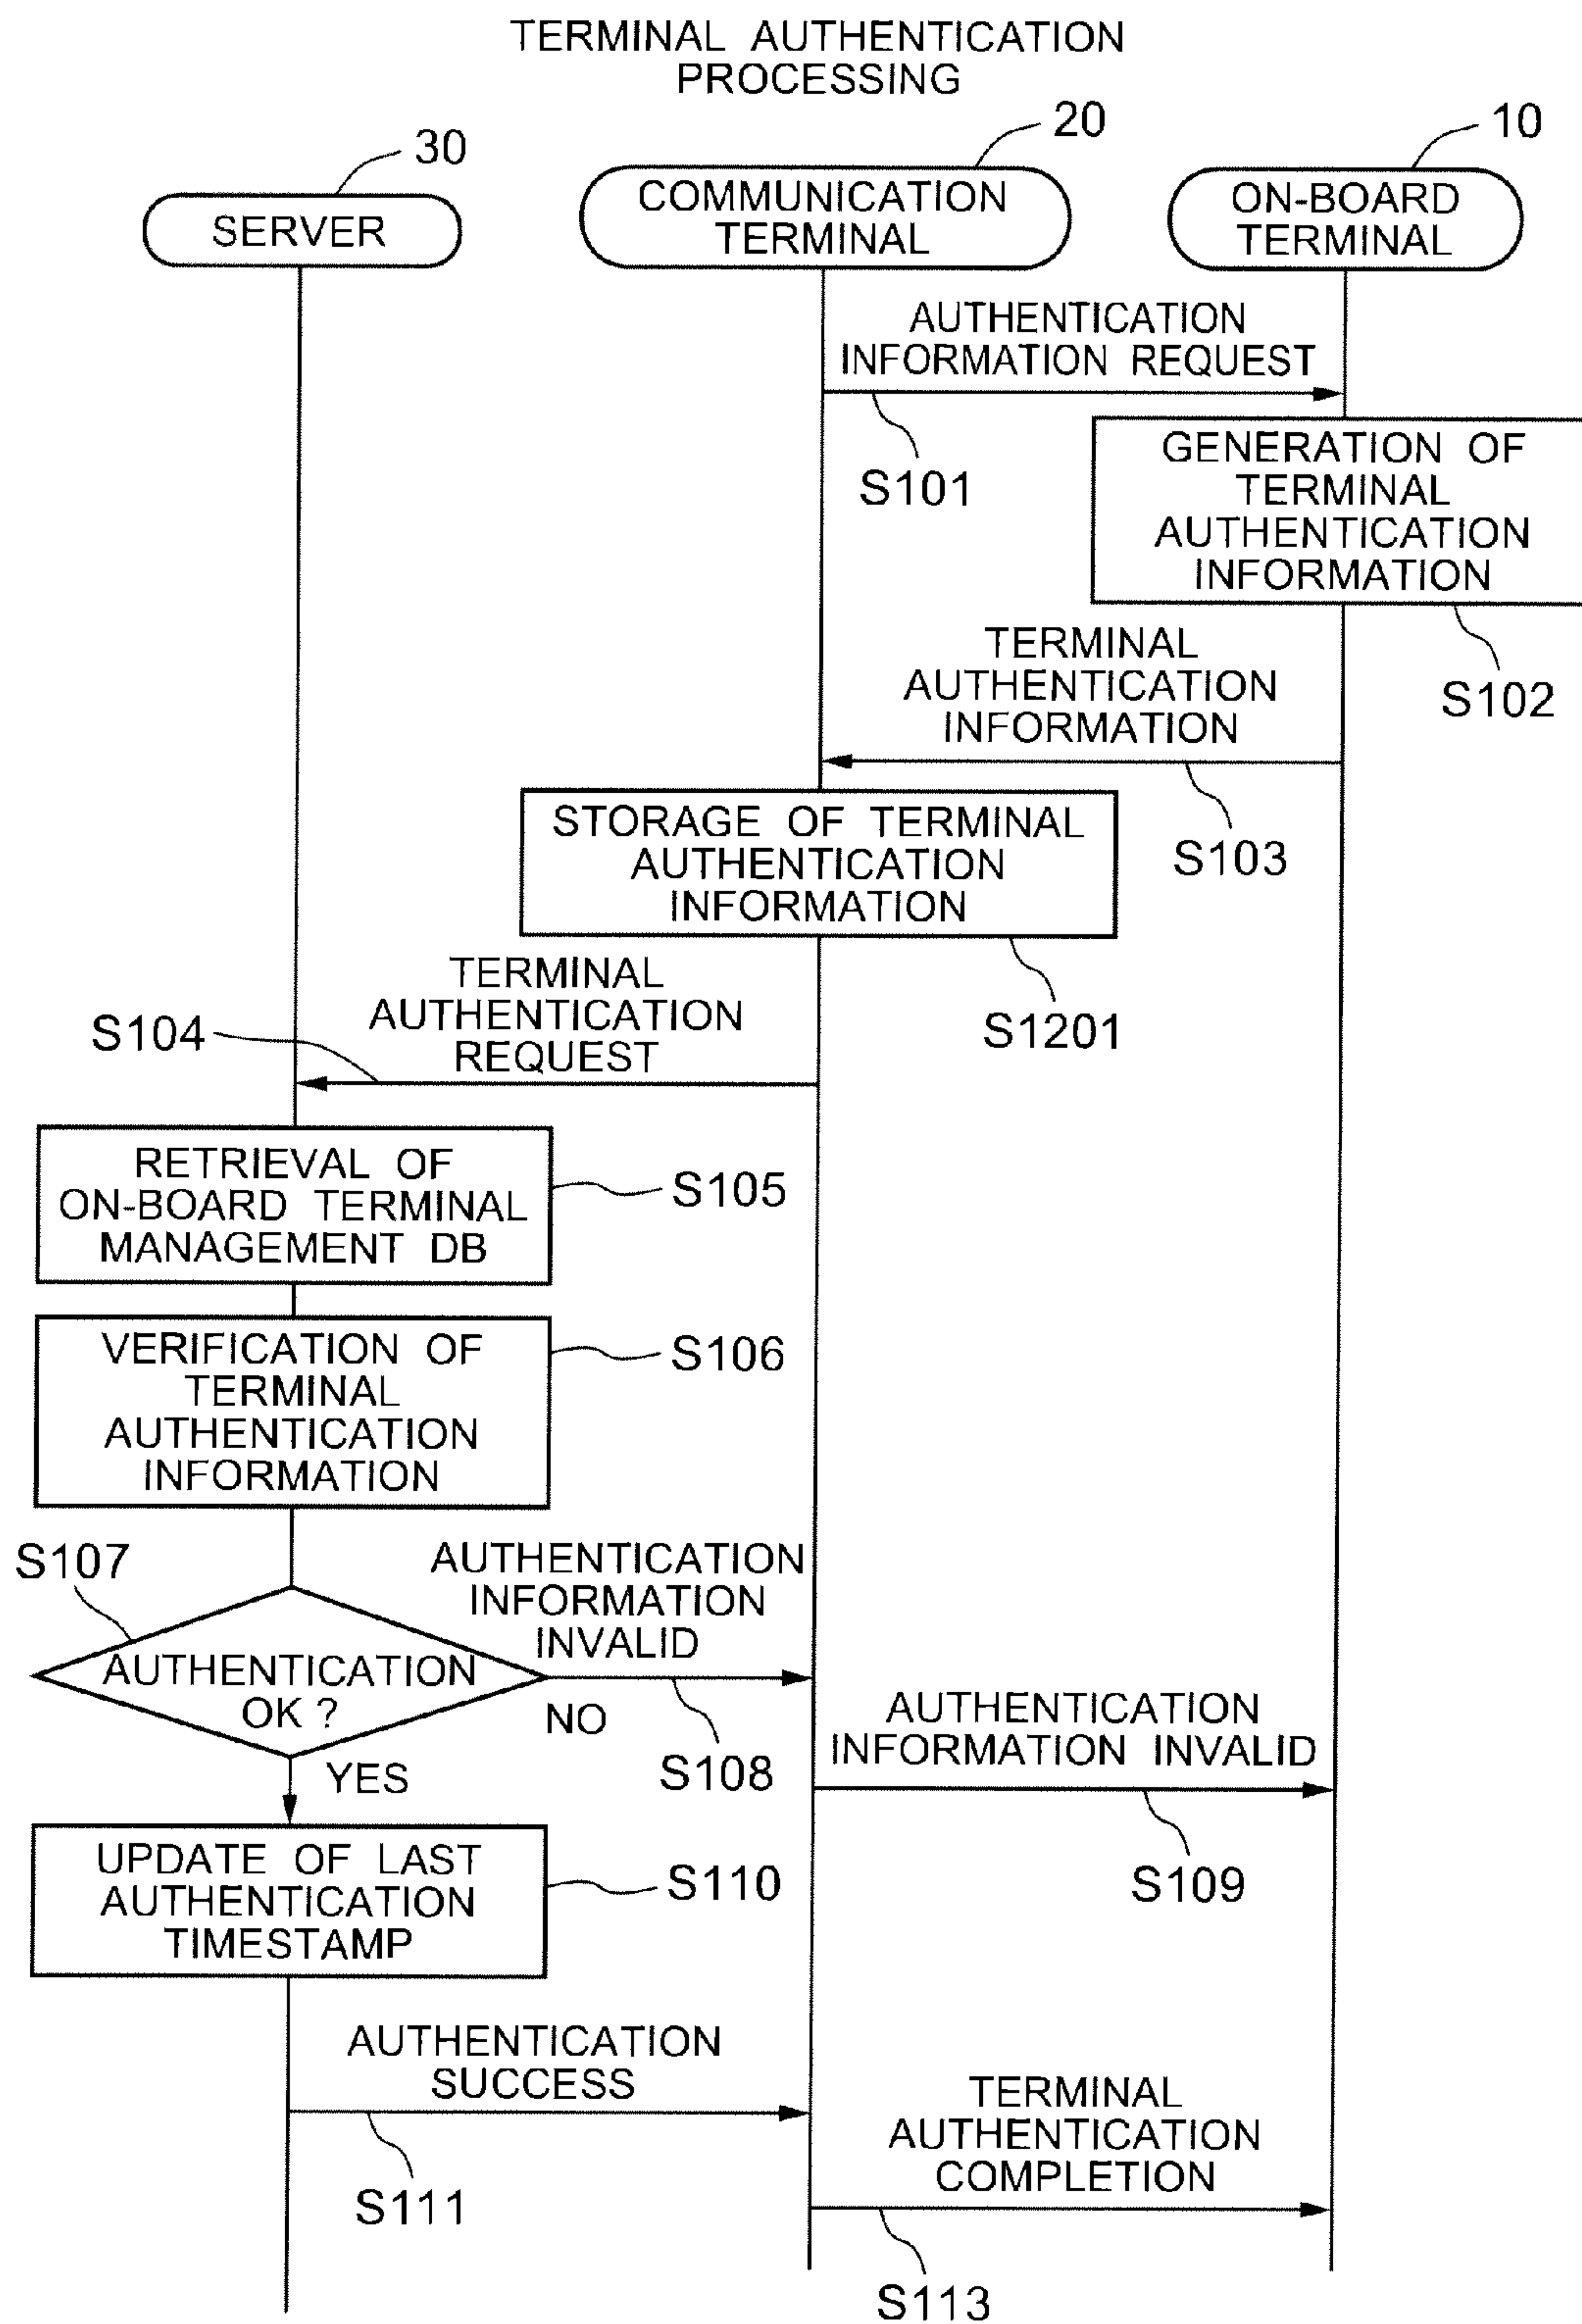 TERMINAL AUTHENTICATION
PROCESSING
30
20
10
SERVER
COMMUNICATION
TERMINAL
ON-BOARD
TERMINAL
AUTHENTICATION
INFORMATION REQUEST
S101
GENERATION OF
TERMINAL
AUTHENTICATION
INFORMATION
S102
TERMINAL
AUTHENTICATION
INFORMATION
S103
STORAGE OF TERMINAL
AUTHENTICATION
INFORMATION
S1201
TERMINAL
AUTHENTICATION
REQUEST
S104
RETRIEVAL OF
ON-BOARD TERMINAL
MANAGEMENT DB
S105
VERIFICATION OF
TERMINAL
AUTHENTICATION
INFORMATION
S106
S107
AUTHENTICATION
OK ?
AUTHENTICATION
INFORMATION
INVALID
NO
S108
YES
AUTHENTICATION
INFORMATION INVALID
S109
UPDATE OF LAST
AUTHENTICATION
TIMESTAMP
S110
AUTHENTICATION
SUCCESS
S111
TERMINAL
AUTHENTICATION
COMPLETION
S113